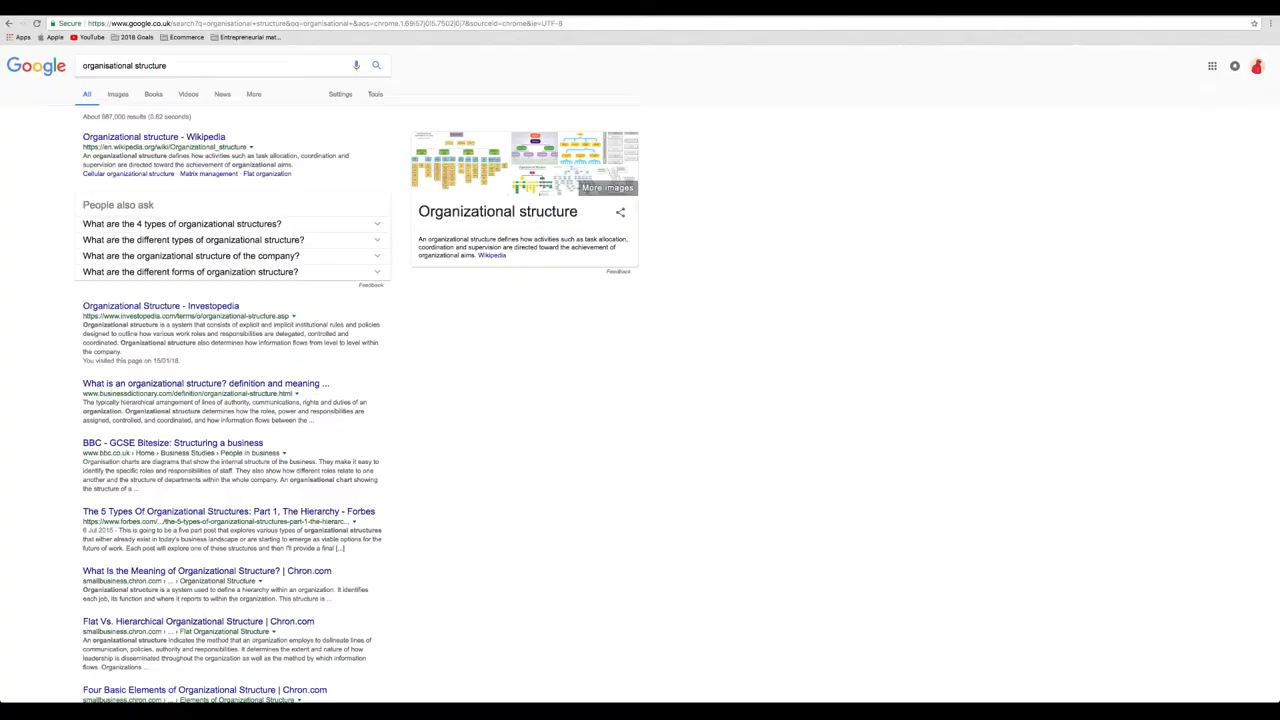 Secure https://www.google.co.uk/search?q=organisational+structure&oq=organisational+&aqs=chrome.1.69i57j0l5.7502j0j7&sourceid=chrome&ie=UTF-8
Apps Apple YouTube 2018 Goals Ecommerce Entrepreneurial mat...
Google organisational structure
All Images Books Videos News More Settings Tools
About 987,000 results (0.62 seconds)
Organizational structure - Wikipedia
https://en.wikipedia.org/wiki/Organizational_structure
An organizational structure defines how activities such as task allocation, coordination and
supervision are directed toward the achievement of organizational aims.
Cellular organizational structure · Matrix management · Flat organization
People also ask
What are the 4 types of organizational structures?
What are the different types of organizational structure?
What are the organizational structure of the company?
What are the different forms of organization structure?
Feedback
Organizational Structure - Investopedia
https://www.investopedia.com/terms/o/organizational-structure.asp
Organizational structure is a system that consists of explicit and implicit institutional rules and policies
designed to outline how various work roles and responsibilities are delegated, controlled and
coordinated. Organizational structure also determines how information flows from level to level within
the company.
You visited this page on 15/01/18.
What is an organizational structure? definition and meaning ...
www.businessdictionary.com/definition/organizational-structure.html
The typically hierarchical arrangement of lines of authority, communications, rights and duties of an
organization. Organizational structure determines how the roles, power and responsibilities are
assigned, controlled, and coordinated, and how information flows between the ...
BBC - GCSE Bitesize: Structuring a business
www.bbc.co.uk › Home › Business Studies › People in business
Organisation charts are diagrams that show the internal structure of the business. They make it easy to
identify the specific roles and responsibilities of staff. They also show how different roles relate to one
another and the structure of departments within the whole company. An organisational chart showing
the structure of a ...
The 5 Types Of Organizational Structures: Part 1, The Hierarchy - Forbes
https://www.forbes.com/.../the-5-types-of-organizational-structures-part-1-the-hierarc...
6 Jul 2015 - This is going to be a five part post that explores various types of organizational structures
that either already exist in today's business landscape or are starting to emerge as viable options for the
future of work. Each post will explore one of these structures and then I'll provide a final [...]
What Is the Meaning of Organizational Structure? | Chron.com
smallbusiness.chron.com › ... › Organizational Structure
Organizational structure is a system used to define a hierarchy within an organization. It identifies
each job, its function and where it reports to within the organization. This structure is ...
Flat Vs. Hierarchical Organizational Structure | Chron.com
smallbusiness.chron.com › ... › Flat Organizational Structure
An organizational structure indicates the method that an organization employs to delineate lines of
communication, policies, authority and responsibilities. It determines the extent and nature of how
leadership is disseminated throughout the organization as well as the method by which information
flows. Organizations ...
Four Basic Elements of Organizational Structure | Chron.com
smallbusiness.chron.com › ... › Elements of Organizational Structure
More images
Organizational structure
An organizational structure defines how activities such as task allocation,
coordination and supervision are directed toward the achievement of
organizational aims. Wikipedia
Feedback